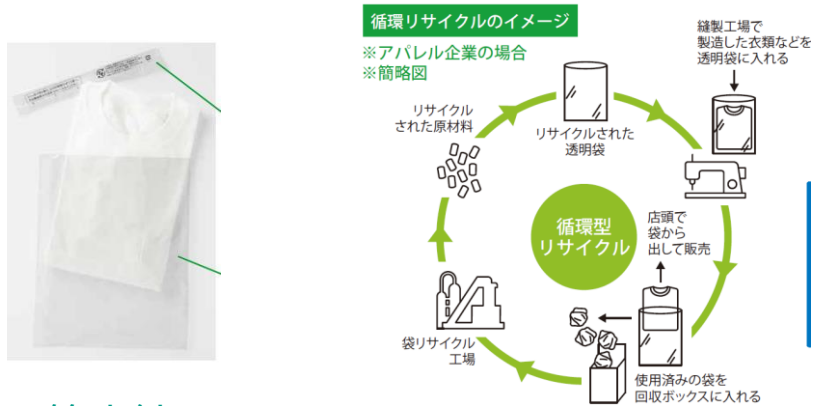 循環リサイクルのイメージ
※アパレル企業の場合
※簡略図
縫製工場で
製造した衣類などを
透明袋に入れる
リサイクル
された原材料
リサイクルされた
透明袋
循環型
リサイクル
店頭で
袋から
出して販売
袋リサイクル
工場
使用済みの袋を
回収ボックスに入れる